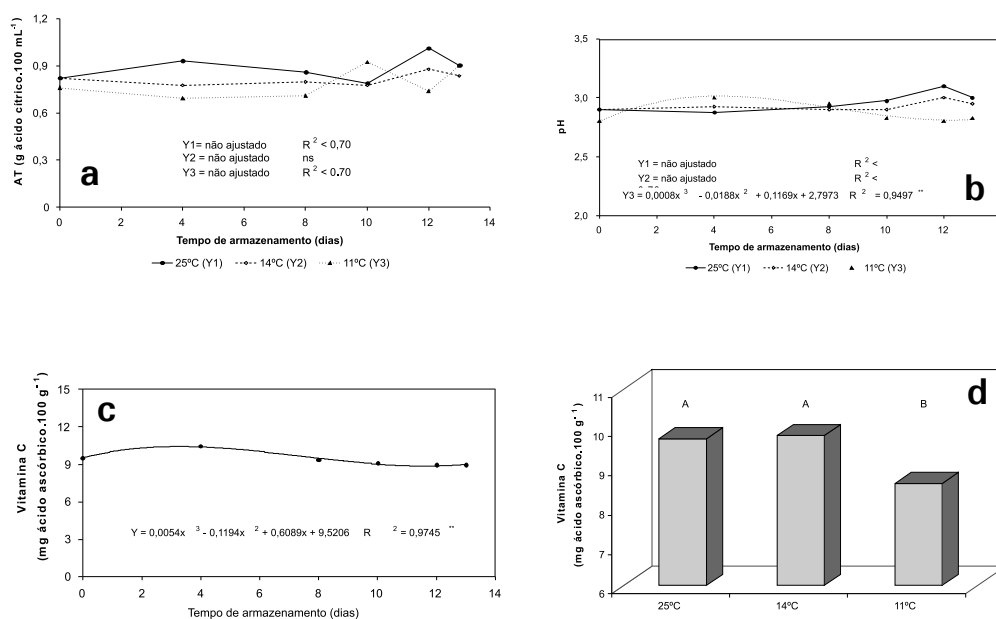 a
AT (g ácido cítrico.100 mL-1)
1,2
0,9
0,6
0,3
0
Y1= não ajustado R 2 < 0,70
Y2 = não ajustado ns
Y3 = não ajustado R 2 < 0.70
0 2 4 6 8 10 12 14
Tempo de armazenamento (dias)
25ºC (Y1) 14ºC (Y2) 11ºC (Y3)
b
pH
3,5
3,0
2,5
2,0
Y1 = não ajustado R 2 <
Y2 = não ajustado R 2 <
Y3 = 0,0008x 3 - 0,0188x 2 + 0,1169x + 2,7973 R 2 = 0,9497 **
0 2 4 6 8 10 12
Tempo de armazenamento (dias)
25ºC (Y1) 14ºC (Y2) 11ºC (Y3)
c
Vitamina C
(mg ácido ascórbico.100 g-1)
15
12
9
6
3
0
Y = 0,0054x 3 - 0,1194x 2 + 0,6089x + 9,5206 R 2 = 0,9745 **
0 2 4 6 8 10 12 14
Tempo de armazenamento (dias)
d
Vitamina C
(mg ácido ascórbico.100 g-1)
11
10
9
8
7
6
A A B
25ºC 14ºC 11ºC